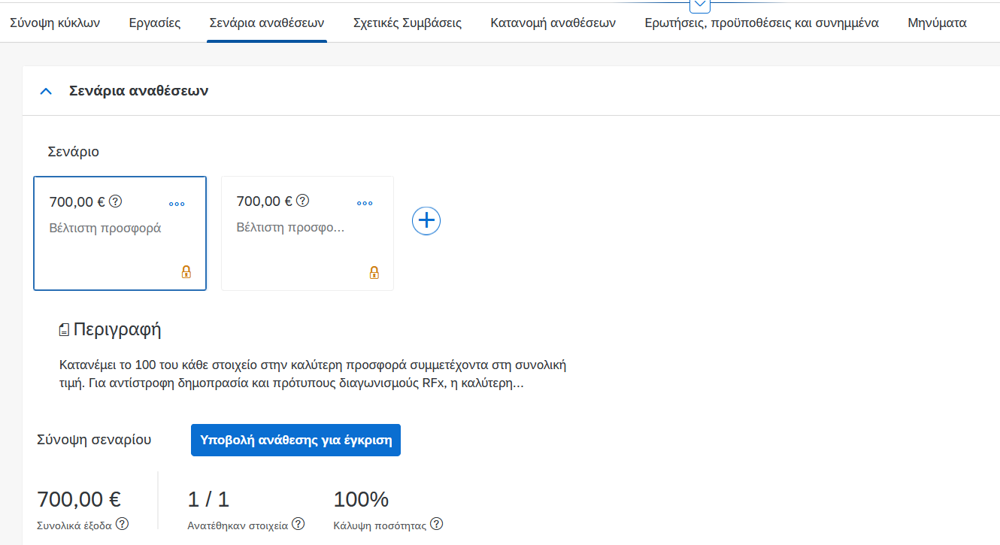 Σύνοψη κύκλων Εργασίες Σενάρια αναθέσεων Σχετικές Συμβάσεις Κατανομή αναθέσεων Ερωτήσεις, προϋποθέσεις και συνημμένα Μηνύματα
Σενάρια αναθέσεων
Σενάριο
700,00 € 700,00 €
Βέλτιστη προσφορά Βέλτιστη προσφο...
Περιγραφή
Κατανέμει το 100 του κάθε στοιχείο στην καλύτερη προσφορά συμμετέχοντα στη συνολική
τιμή. Για αντίστροφη δημοπρασία και πρότυπους διαγωνισμούς RFx, η καλύτερη...
Σύνοψη σεναρίου Υποβολή ανάθεσης για έγκριση
700,00 € 1 / 1 100%
Συνολικά έξοδα Ανατέθηκαν στοιχεία Κάλυψη ποσότητας